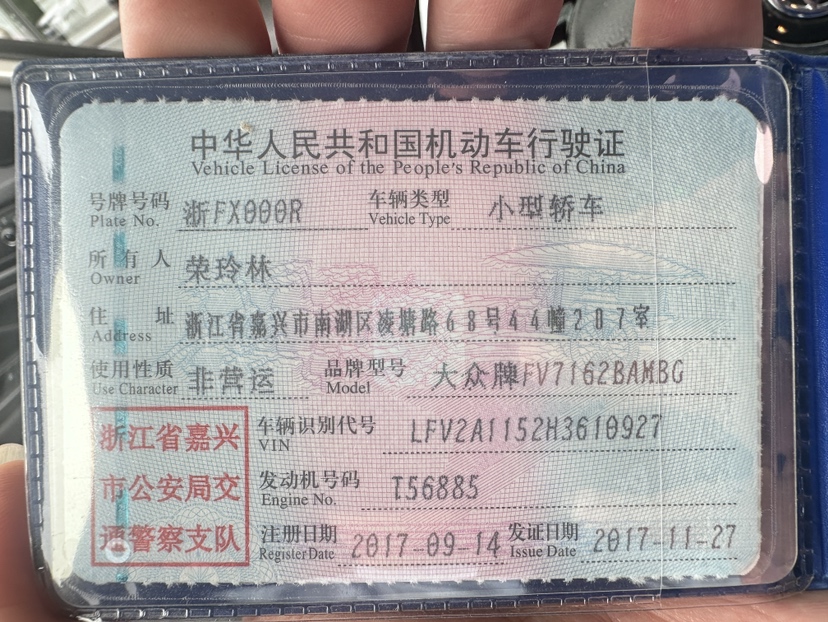 中华人民共和国机动车行驶证
Vehicle License of the People's Republic of China
号牌号码 浙FX000R 车辆类型 小型轿车
Plate No. Vehicle Type
所有人 荣玲林
Owner
住址 浙江省嘉兴市南湖区凌塘路68号44幢207室
Address
使用性质 非营运 品牌型号 大众牌FV7162BAMBG
Use Character Model
浙江省嘉兴
市公安局交
通警察支队
车辆识别代号 LFV2A1152H3610927
VIN
发动机号码 T56885
Engine No.
注册日期 2017-09-14 发证日期 2017-11-27
Register Date Issue Date